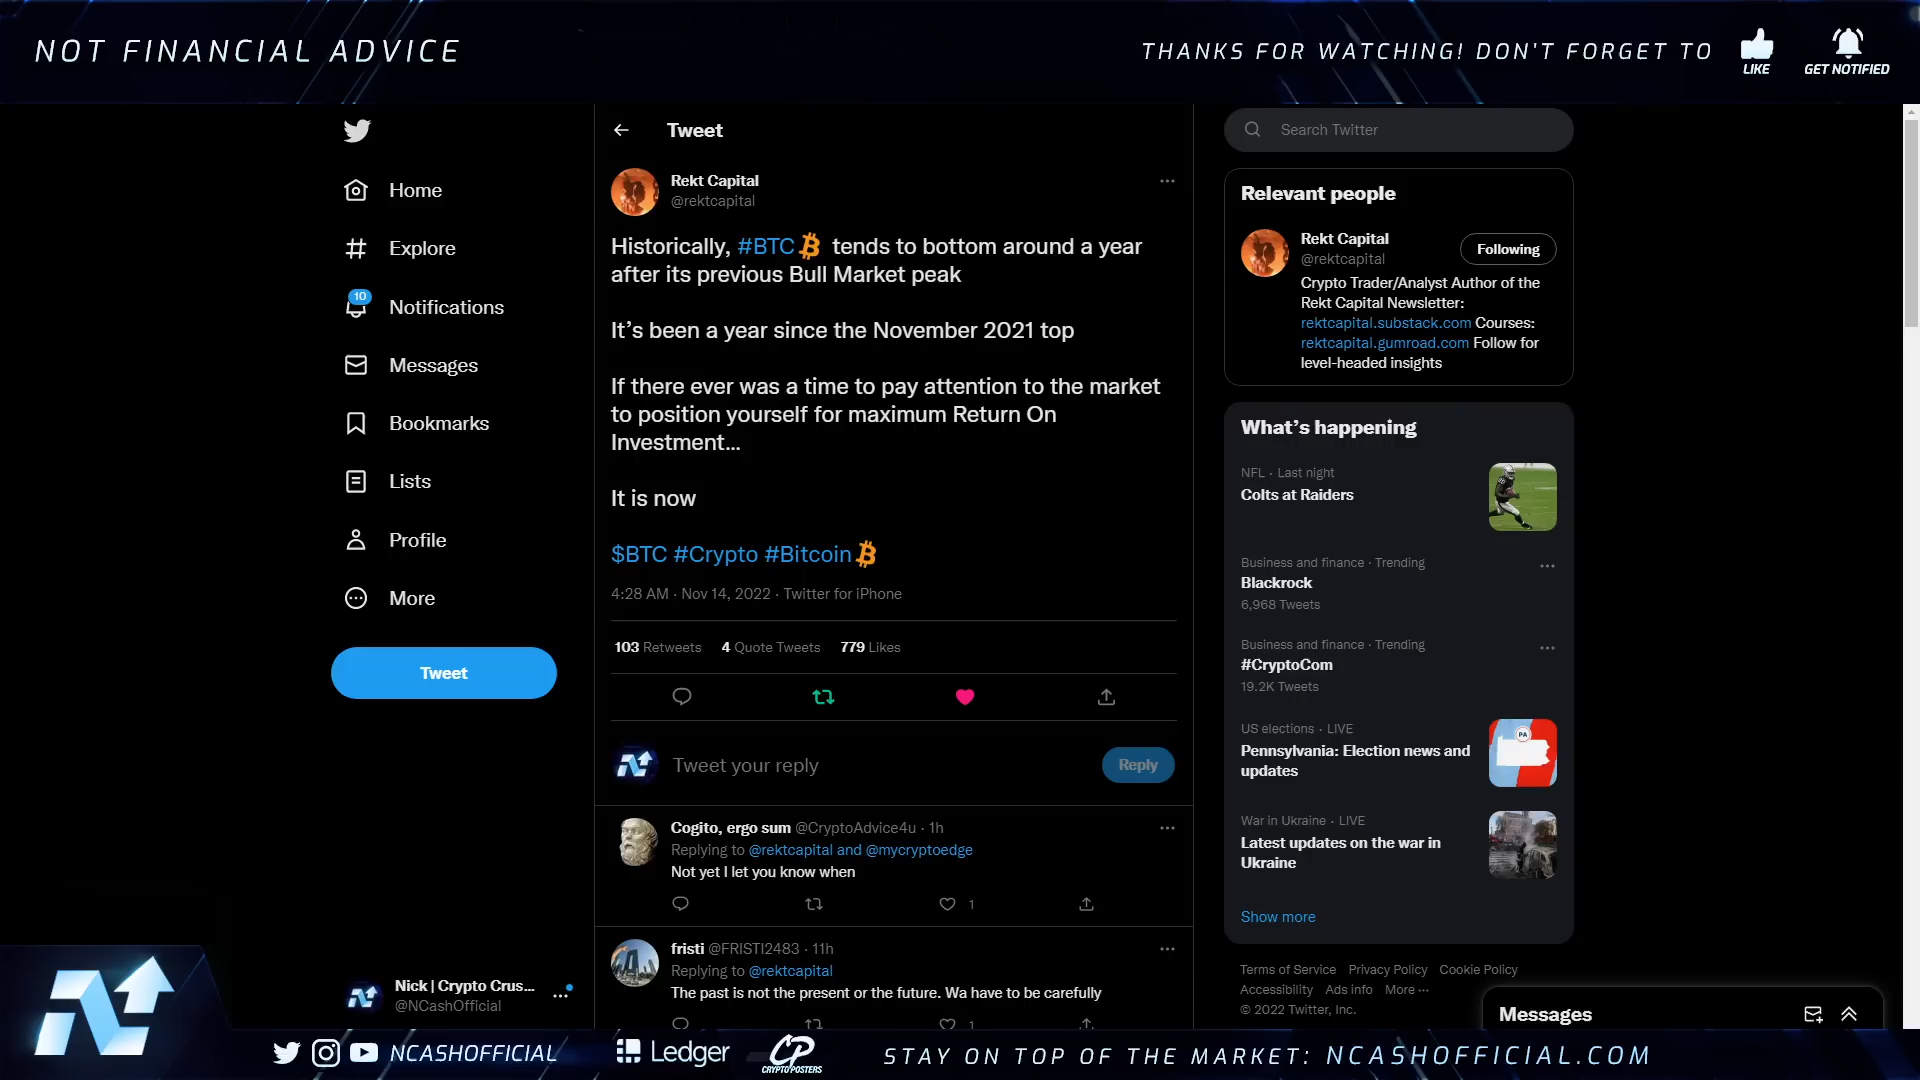 NOT FINANCIAL ADVICE
THANKS FOR WATCHING! DON'T FORGET TO
LIKE
GET NOTIFIED
Home
Explore
10
Notifications
Messages
Bookmarks
Lists
Profile
More
Tweet
Nick | Crypto Crus...
@NCashOfficial
Tweet
Rekt Capital
@rektcapital
Historically, #BTC tends to bottom around a year
after its previous Bull Market peak
It's been a year since the November 2021 top
If there ever was a time to pay attention to the market
to position yourself for maximum Return On
Investment...
It is now
$BTC #Crypto #Bitcoin
4:28 AM · Nov 14, 2022 · Twitter for iPhone
103 Retweets 4 Quote Tweets 779 Likes
Tweet your reply
Reply
Cogito, ergo sum @CryptoAdvice4u · 1h
Replying to @rektcapital and @mycryptoedge
Not yet I let you know when
1
fristi @FRISTI2483 · 11h
Replying to @rektcapital
The past is not the present or the future. Wa have to be carefully
1
Search Twitter
Relevant people
Rekt Capital
@rektcapital
Following
Crypto Trader/Analyst Author of the
Rekt Capital Newsletter:
rektcapital.substack.com Courses:
rektcapital.gumroad.com Follow for
level-headed insights
What's happening
NFL · Last night
Colts at Raiders
Business and finance · Trending
Blackrock
6,968 Tweets
Business and finance · Trending
#CryptoCom
19.2K Tweets
US elections · LIVE
Pennsylvania: Election news and
updates
PA
War in Ukraine · LIVE
Latest updates on the war in
Ukraine
Show more
Terms of Service Privacy Policy Cookie Policy
Accessibility Ads info More ...
© 2022 Twitter, Inc.
Messages
NCASHOFFICIAL
Ledger
CP
CRYPTOPOSTERS
STAY ON TOP OF THE MARKET: NCASHOFFICIAL.COM